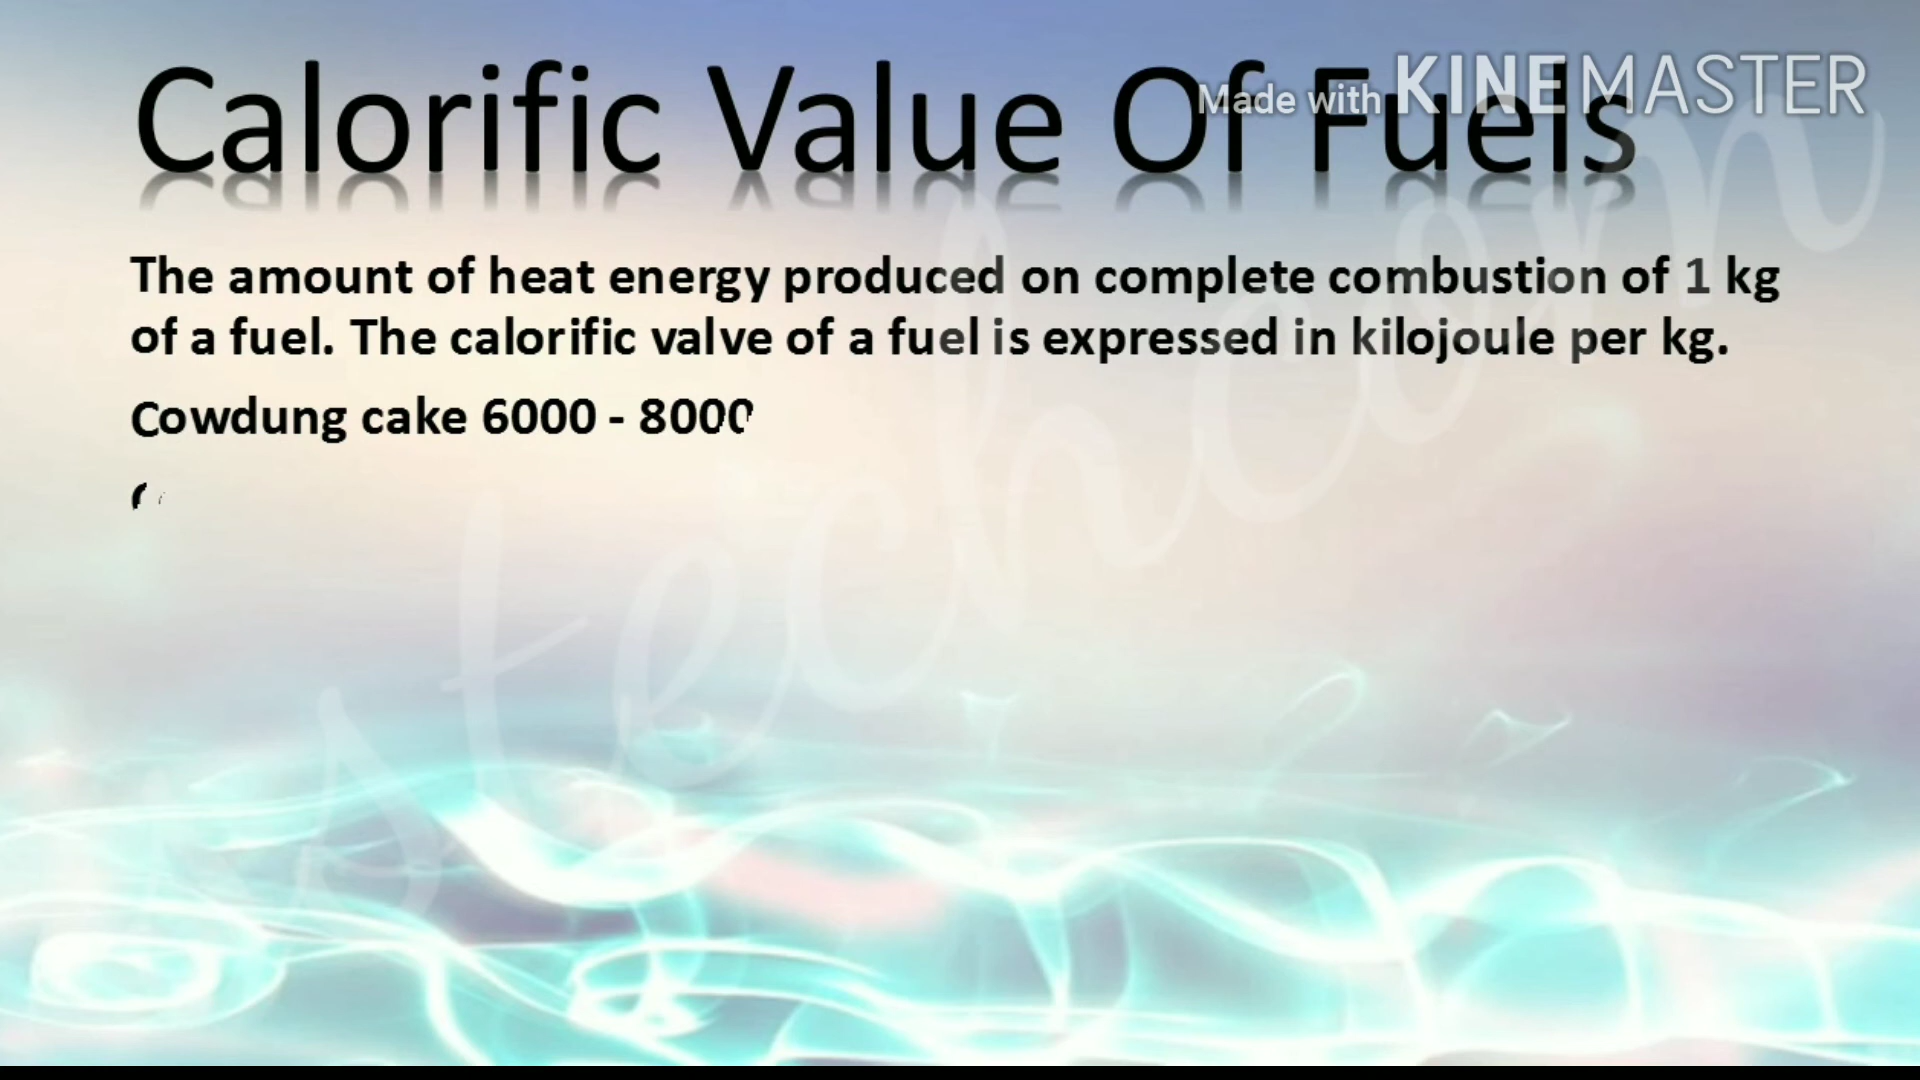 Calorific Value Of Fuels
Made with KINEMASTER
The amount of heat energy produced on complete combustion of 1 kg
of a fuel. The calorific valve of a fuel is expressed in kilojoule per kg.
Cowdung cake 6000 - 8000